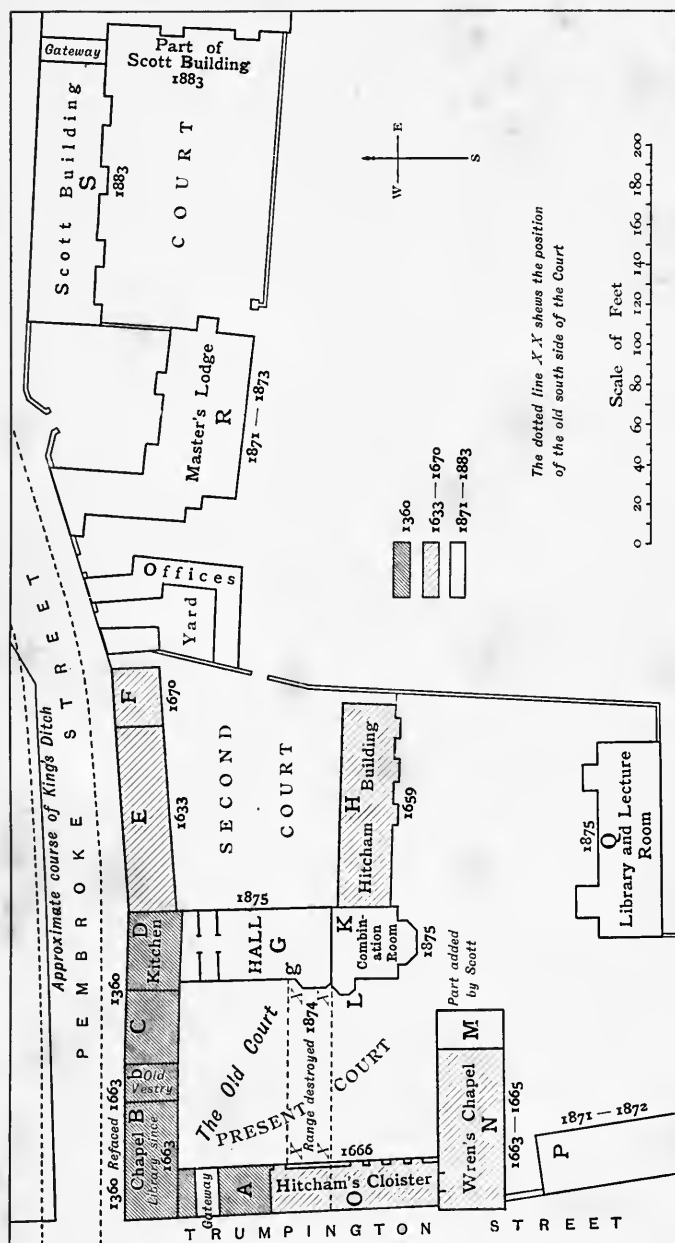 Gateway
Part of
Scott Building
1883
Scott Building
S
1883
COURT
Master's Lodge
R
1871—1873
W E
S
The dotted line X X shews the position
of the old south side of the Court
Scale of Feet
0 20 40 60 80 100 120 140 160 180 200
1360
1633—1670
1871—1883
Approximate course of King's Ditch
PEMBROKE STREET
Offices
Yard
F
1670
E
1633
SECOND
COURT
H
Hitcham Building
1659
1875
HALL
G
g
K
Combin-
ation
Room
1875
L
D
Kitchen
1360
C
b
Old
Vestry
1360 Refaced 1663
Chapel B
Library since
1663
The Old Court
PRESENT COURT
X X
Range destroyed 1874
X X
Gateway
A
1666
Hitcham's Cloister
O
Part added
by Scott
M
Wren's Chapel
N
1663—1665
1871—1872
P
1875
Q
Library and Lecture
Room
TRUMPINGTON STREET